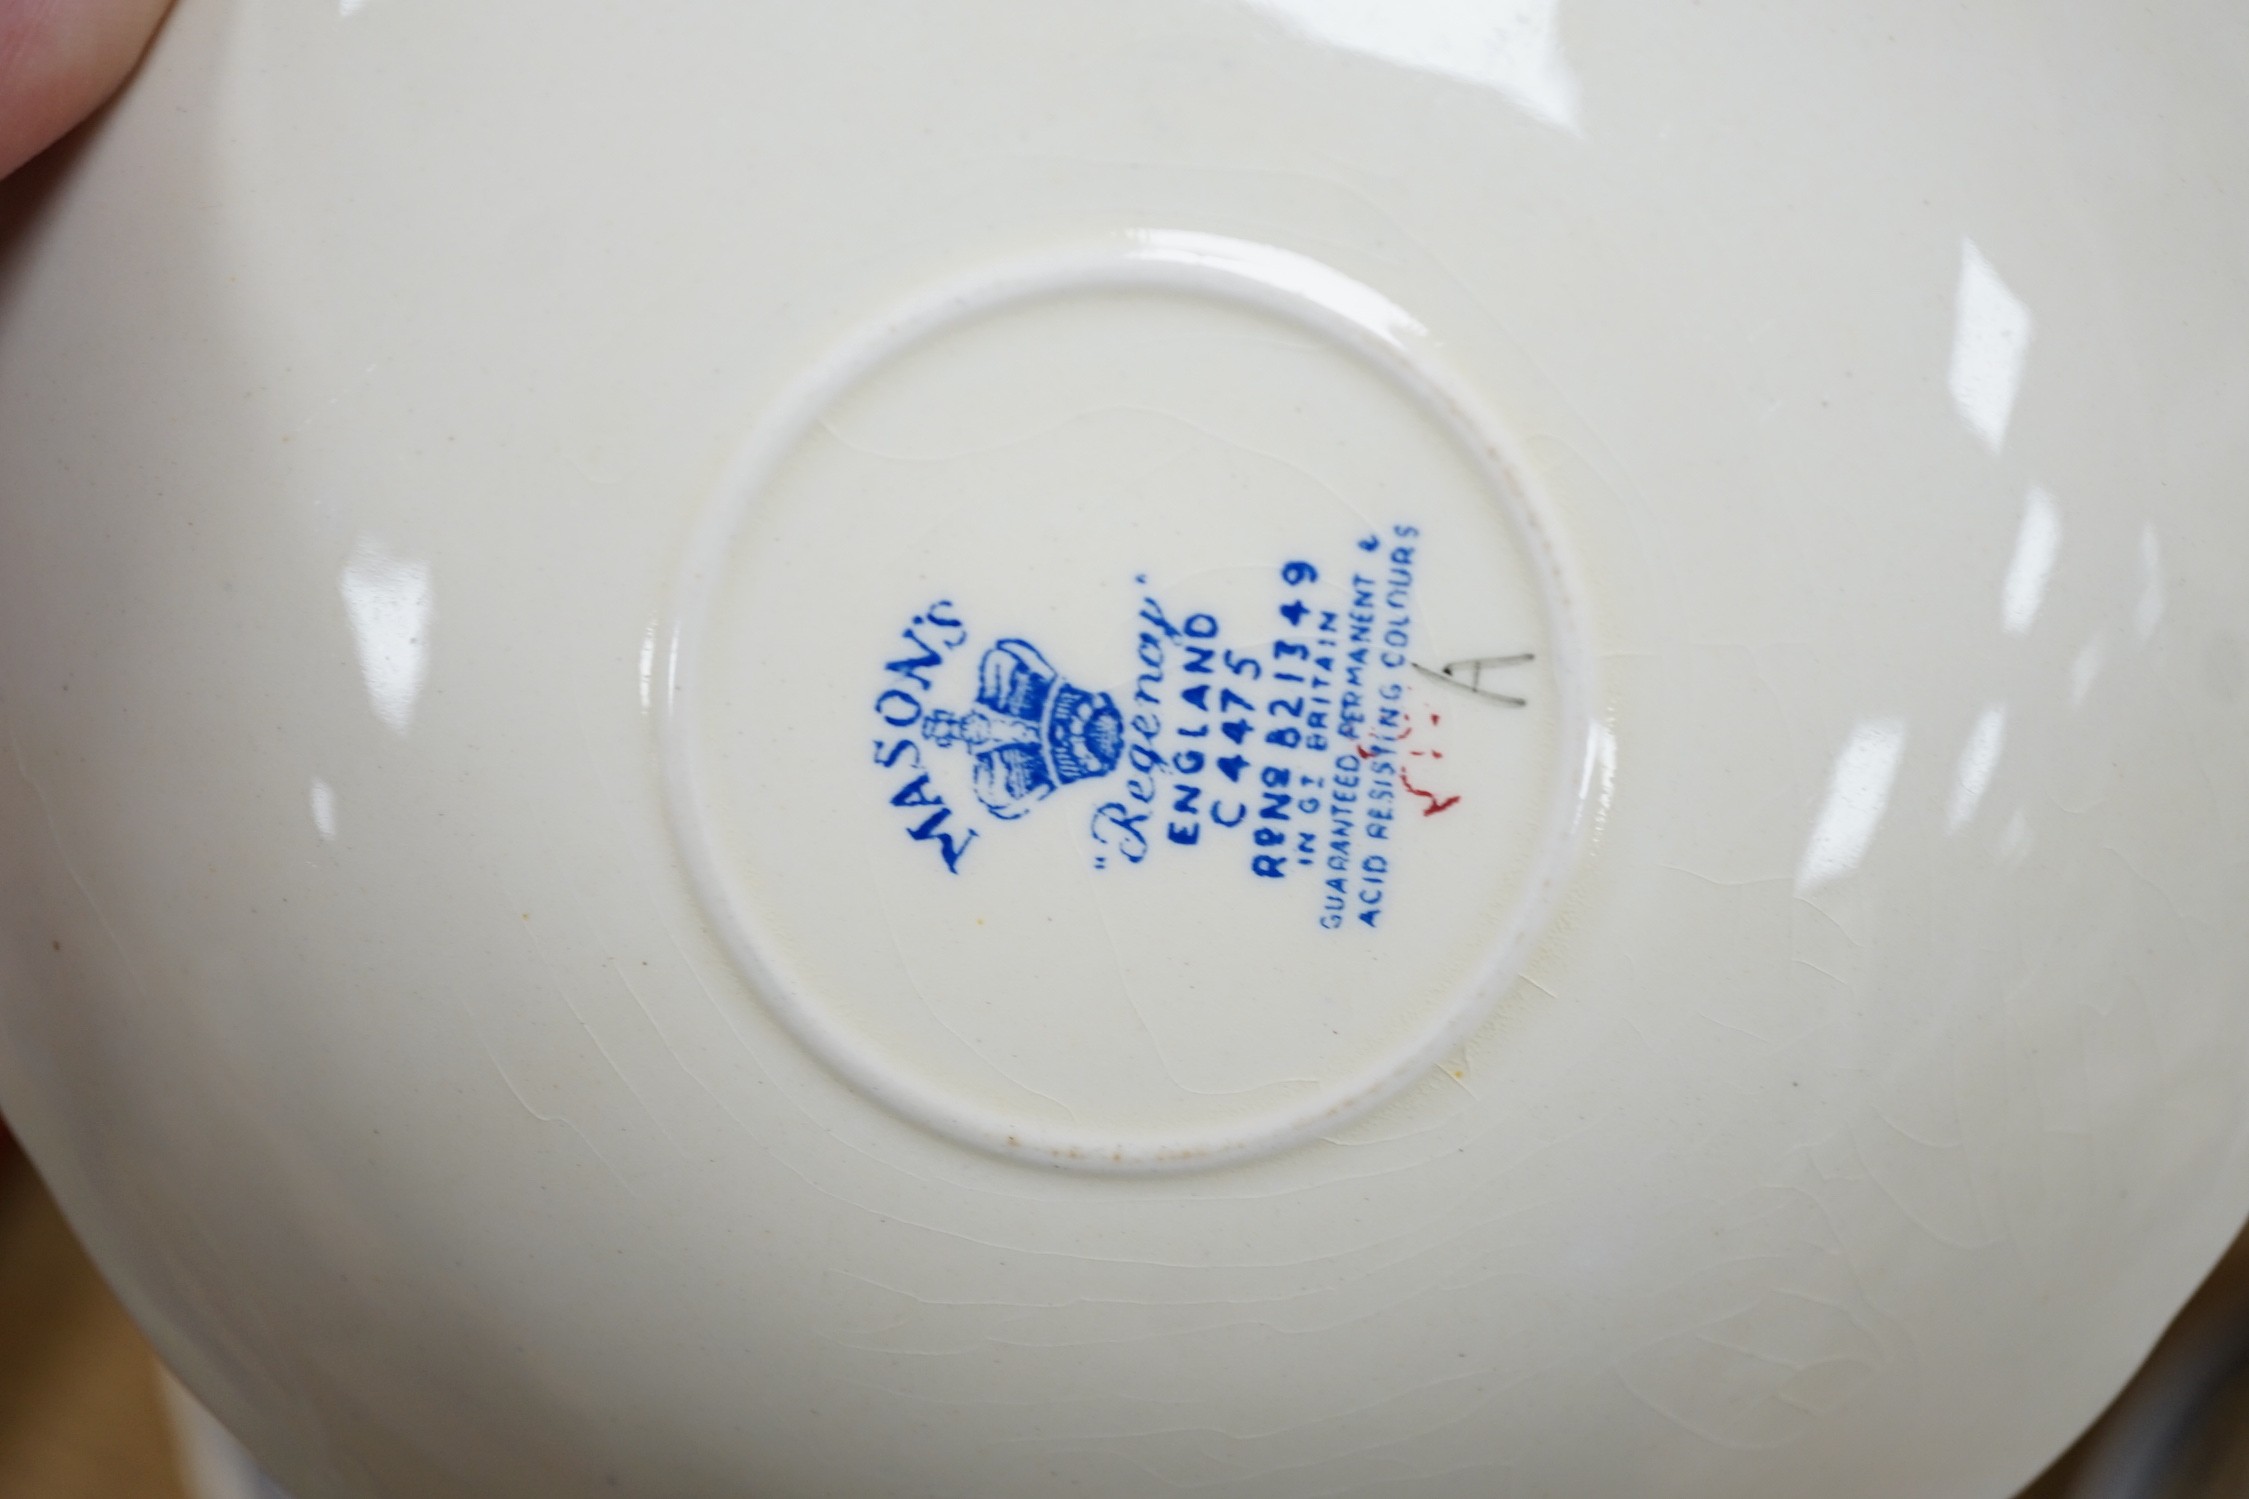 MASON'S
"Regency"
ENGLAND
C 4475
RDNO 821349
IN GT BRITAIN
GUARANTEED PERMANENT &
ACID RESISTING COLOURS
A